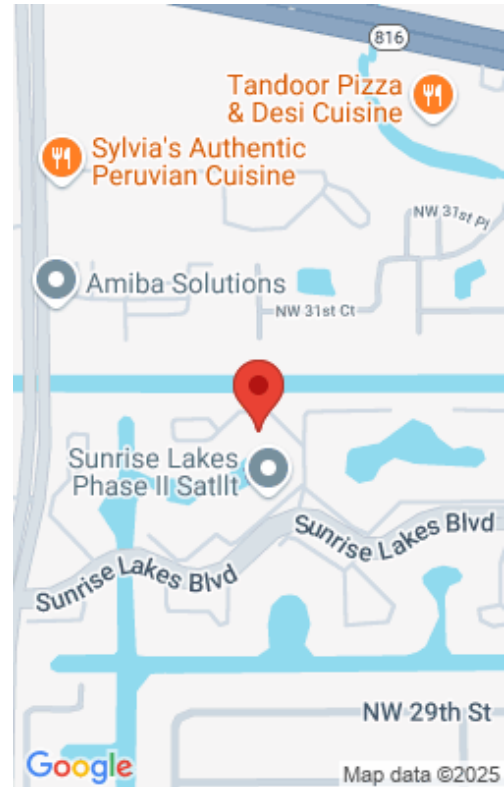 816
Tandoor Pizza
& Desi Cuisine
Sylvia's Authentic
Peruvian Cuisine
NW 31st Pl
Amiba Solutions
NW 31st Ct
Sunrise Lakes
Phase II Satllt
Sunrise Lakes Blvd
Sunrise Lakes Blvd
NW 29th St
Google
Map data ©2025